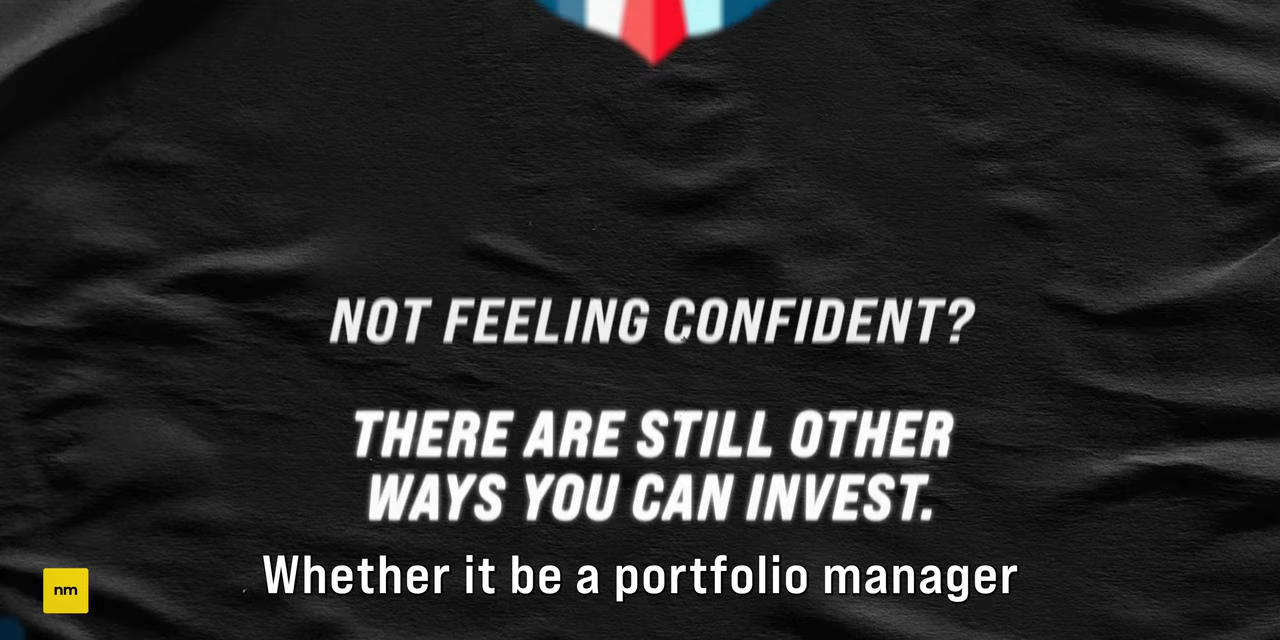 NOT FEELING CONFIDENT?
THERE ARE STILL OTHER
WAYS YOU CAN INVEST.
Whether it be a portfolio manager
nm